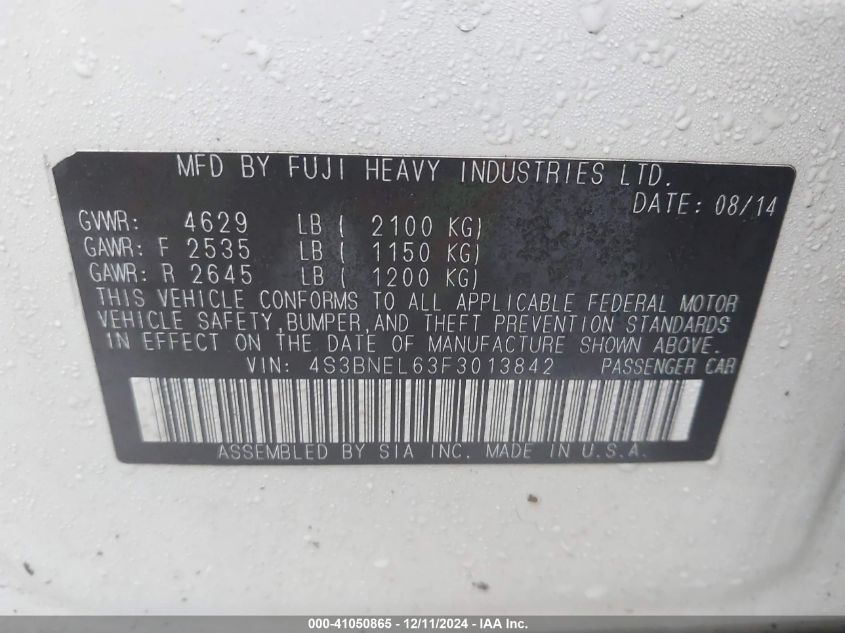 MFD BY FUJI HEAVY INDUSTRIES LTD.
DATE: 08/14
GVWR: 4629 LB ( 2100 KG)
GAWR: F 2535 LB ( 1150 KG)
GAWR: R 2645 LB ( 1200 KG)
THIS VEHICLE CONFORMS TO ALL APPLICABLE FEDERAL MOTOR
VEHICLE SAFETY,BUMPER,AND THEFT PREVENTION STANDARDS
IN EFFECT ON THE DATE OF MANUFACTURE SHOWN ABOVE.
VIN: 4S3BNEL63F3013842 PASSENGER CAR
ASSEMBLED BY SIA INC. MADE IN U.S.A.
000-41050865 - 12/11/2024 - IAA Inc.